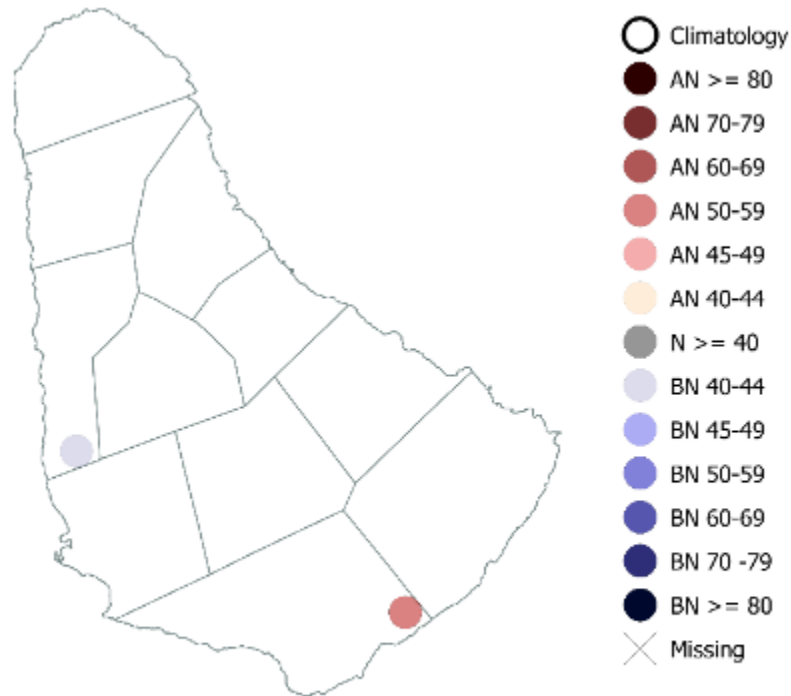 Climatology
AN >= 80
AN 70-79
AN 60-69
AN 50-59
AN 45-49
AN 40-44
N >= 40
BN 40-44
BN 45-49
BN 50-59
BN 60-69
BN 70 -79
BN >= 80
Missing